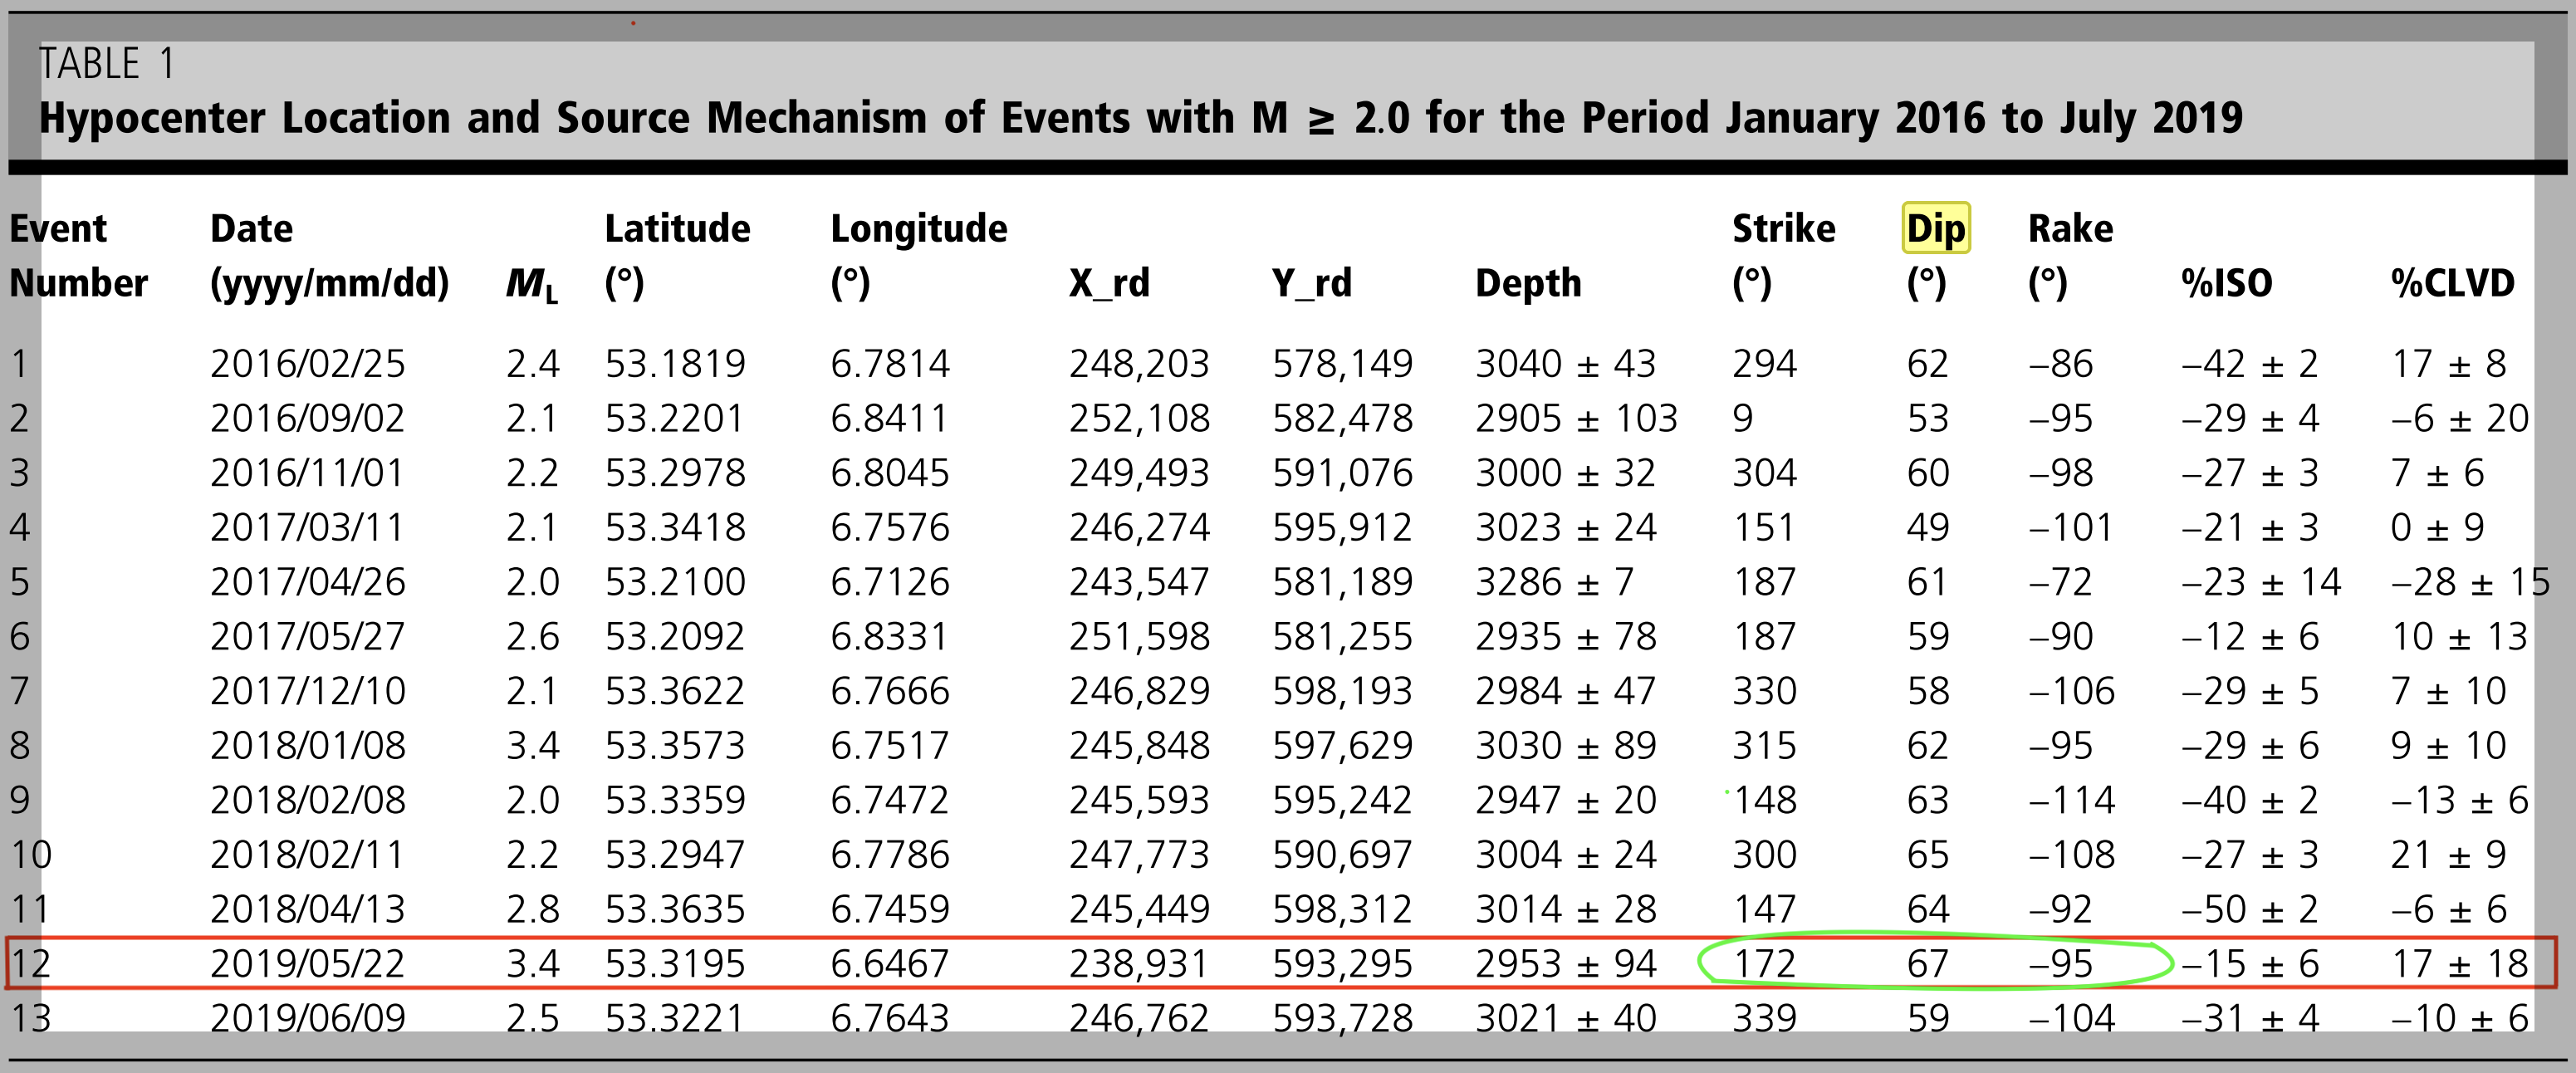 TABLE 1
Hypocenter Location and Source Mechanism of Events with M ≥ 2.0 for the Period January 2016 to July 2019
Event Date Latitude Longitude Strike Dip Rake
Number (yyyy/mm/dd) ML (°) (°) X_rd Y_rd Depth (°) (°) (°) %ISO %CLVD
1 2016/02/25 2.4 53.1819 6.7814 248,203 578,149 3040 ± 43 294 62 −86 −42 ± 2 17 ± 8
2 2016/09/02 2.1 53.2201 6.8411 252,108 582,478 2905 ± 103 9 53 −95 −29 ± 4 −6 ± 20
3 2016/11/01 2.2 53.2978 6.8045 249,493 591,076 3000 ± 32 304 60 −98 −27 ± 3 7 ± 6
4 2017/03/11 2.1 53.3418 6.7576 246,274 595,912 3023 ± 24 151 49 −101 −21 ± 3 0 ± 9
5 2017/04/26 2.0 53.2100 6.7126 243,547 581,189 3286 ± 7 187 61 −72 −23 ± 14 −28 ± 15
6 2017/05/27 2.6 53.2092 6.8331 251,598 581,255 2935 ± 78 187 59 −90 −12 ± 6 10 ± 13
7 2017/12/10 2.1 53.3622 6.7666 246,829 598,193 2984 ± 47 330 58 −106 −29 ± 5 7 ± 10
8 2018/01/08 3.4 53.3573 6.7517 245,848 597,629 3030 ± 89 315 62 −95 −29 ± 6 9 ± 10
9 2018/02/08 2.0 53.3359 6.7472 245,593 595,242 2947 ± 20 148 63 −114 −40 ± 2 −13 ± 6
10 2018/02/11 2.2 53.2947 6.7786 247,773 590,697 3004 ± 24 300 65 −108 −27 ± 3 21 ± 9
11 2018/04/13 2.8 53.3635 6.7459 245,449 598,312 3014 ± 28 147 64 −92 −50 ± 2 −6 ± 6
12 2019/05/22 3.4 53.3195 6.6467 238,931 593,295 2953 ± 94 172 67 −95 −15 ± 6 17 ± 18
13 2019/06/09 2.5 53.3221 6.7643 246,762 593,728 3021 ± 40 339 59 −104 −31 ± 4 −10 ± 6